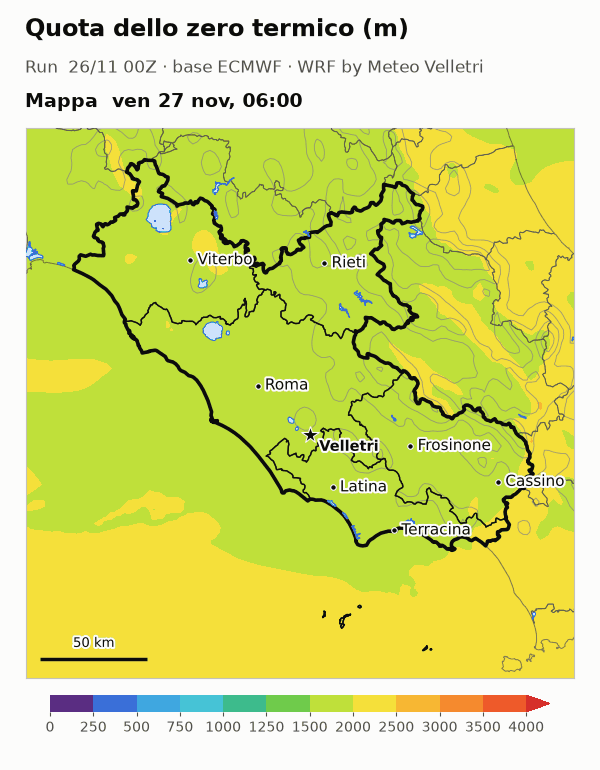 Quota dello zero termico (m)
Run  26/11 00Z · base ECMWF · WRF by Meteo Velletri
Mappa  ven 27 nov, 06:00
Viterbo
Rieti
Roma
Velletri
Frosinone
Cassino
Latina
Terracina
50 km
0 250 500 750 1000 1250 1500 2000 2500 3000 3500 4000